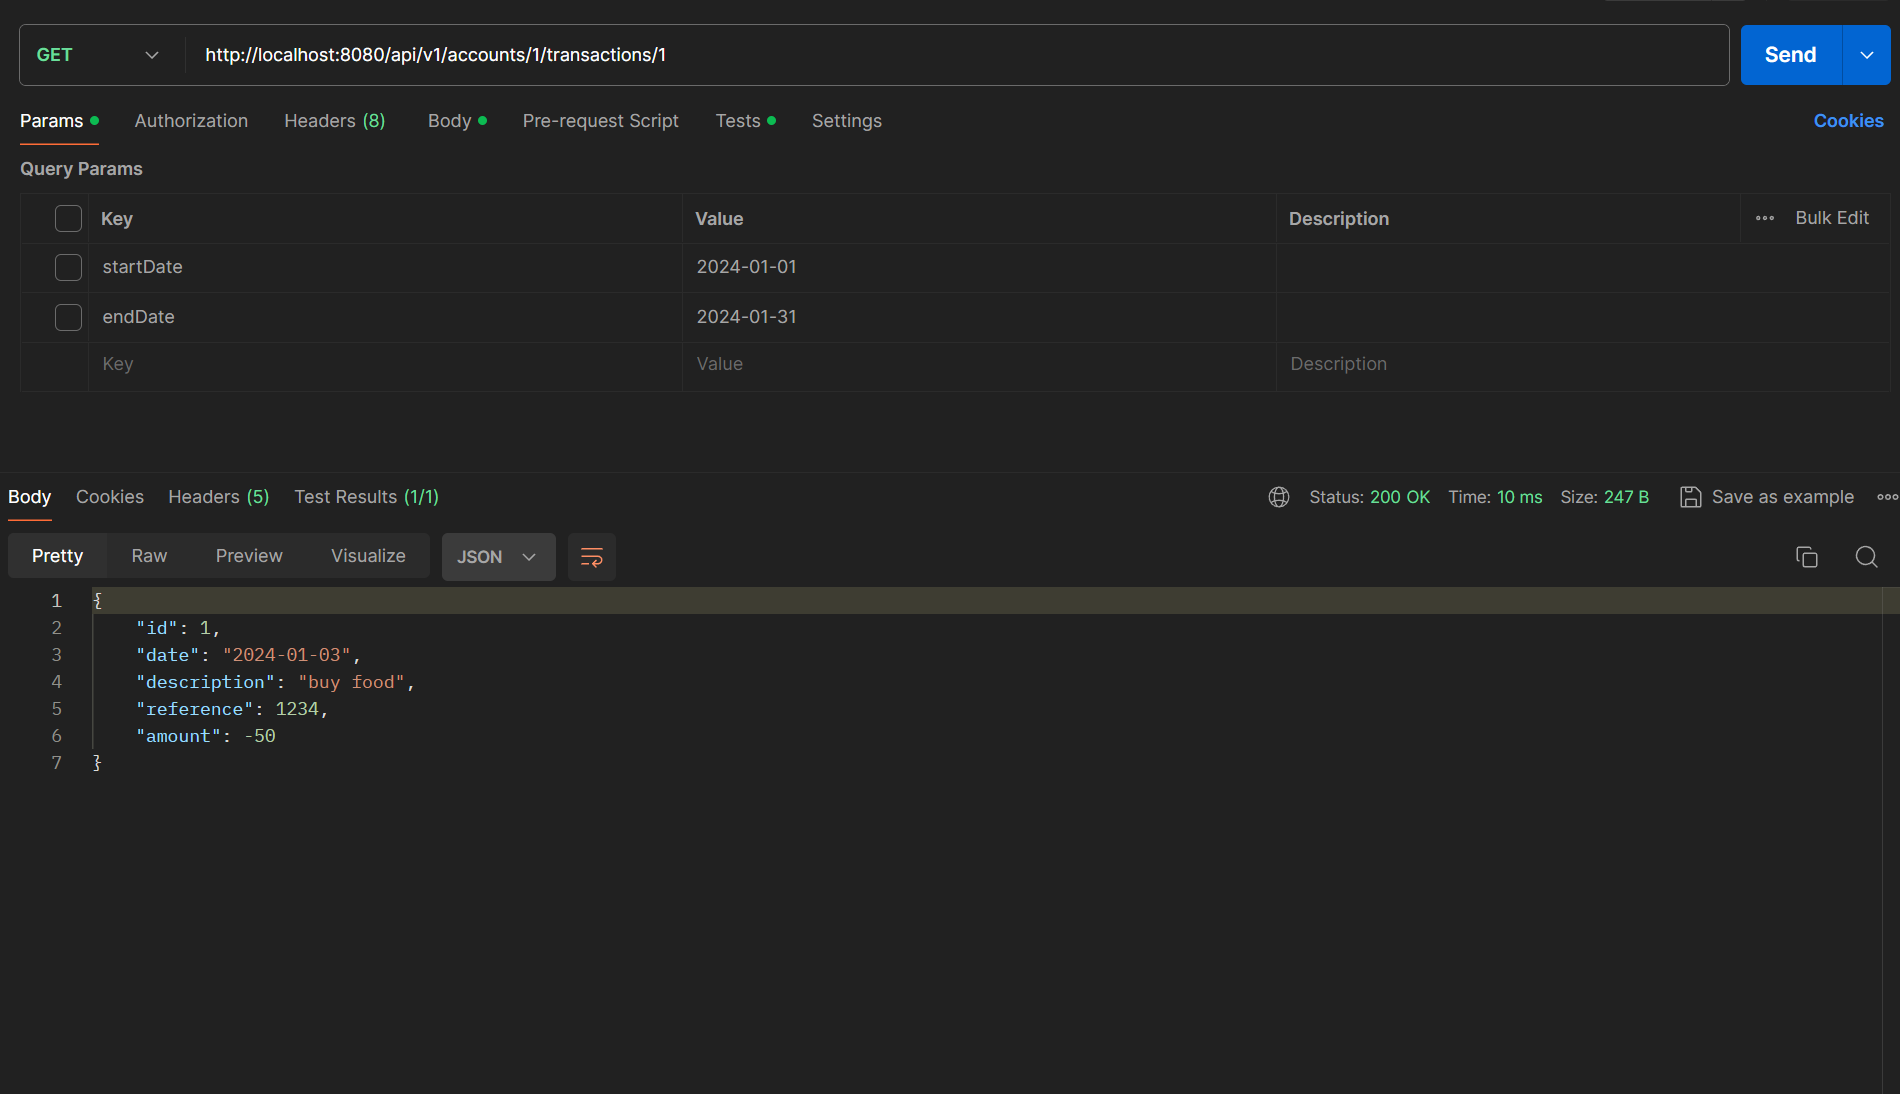 GET http://localhost:8080/api/v1/accounts/1/transactions/1 Send
Params Authorization Headers (8) Body Pre-request Script Tests Settings Cookies
Query Params
Key Value Description Bulk Edit
startDate 2024-01-01
endDate 2024-01-31
Key Value Description
Body Cookies Headers (5) Test Results (1/1) Status: 200 OK Time: 10 ms Size: 247 B Save as example
Pretty Raw Preview Visualize JSON
1 {
2 "id": 1,
3 "date": "2024-01-03",
4 "description": "buy food",
5 "reference": 1234,
6 "amount": -50
7 }